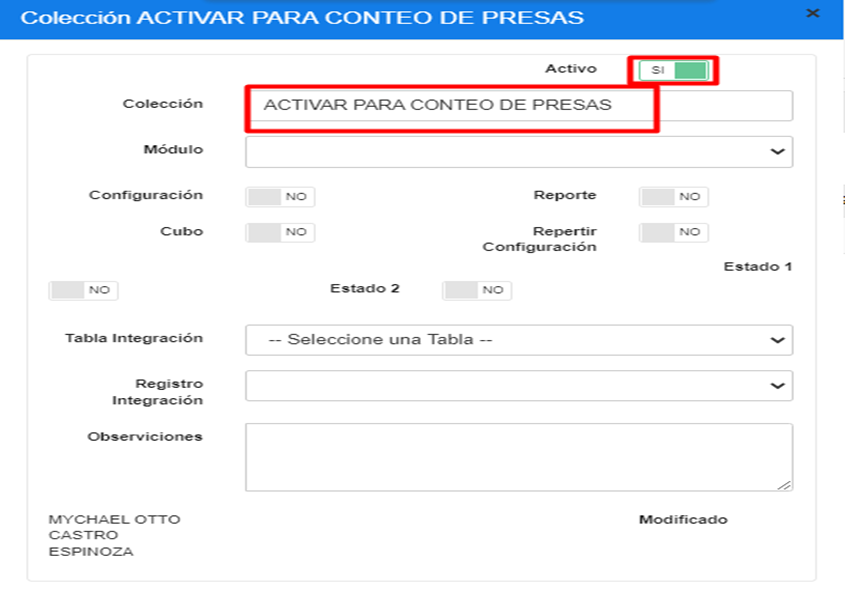 Colección ACTIVAR PARA CONTEO DE PRESAS ×
Activo SI
Colección ACTIVAR PARA CONTEO DE PRESAS
Módulo
Configuración NO Reporte NO
Cubo NO Repertir Configuración NO
Estado 1
NO Estado 2 NO
Tabla Integración -- Seleccione una Tabla --
Registro
Integración
Observiciones
MYCHAEL OTTO Modificado
CASTRO
ESPINOZA